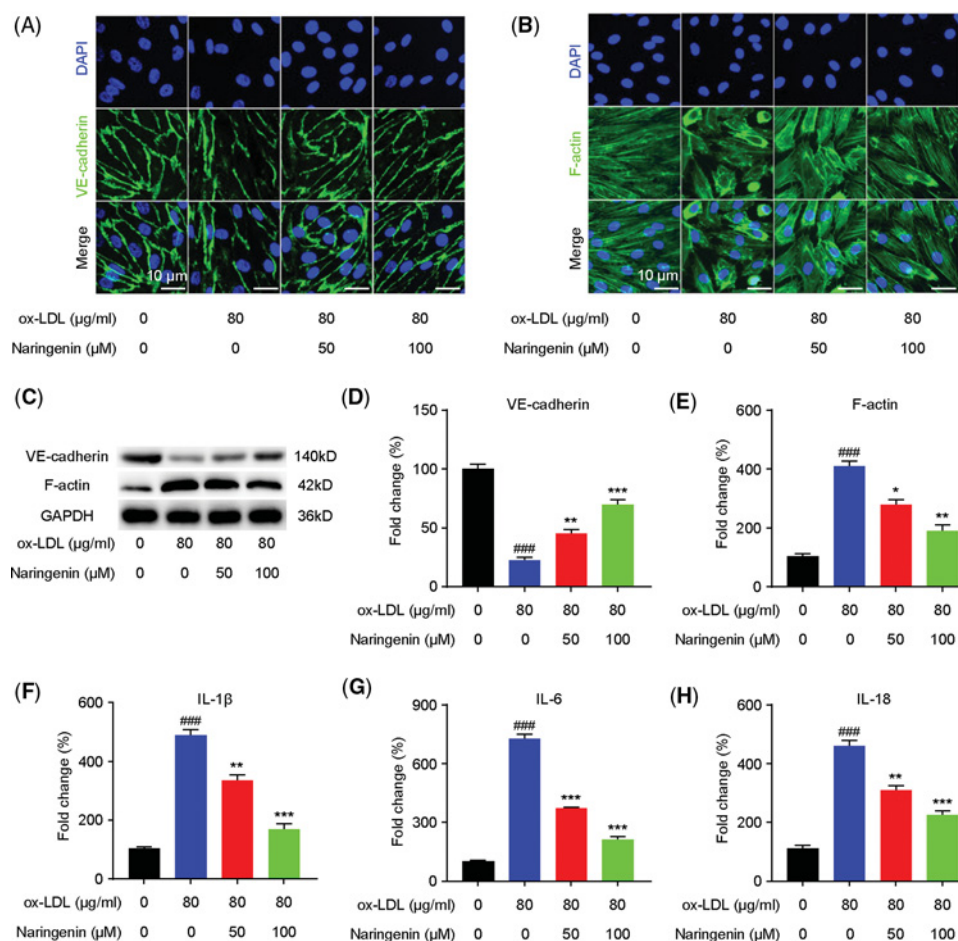 (A)
DAPI
VE-cadherin
Merge
10 µm
ox-LDL (µg/ml) 0 80 80 80
Naringenin (µM) 0 0 50 100
(B)
DAPI
F-actin
Merge
10 µm
ox-LDL (µg/ml) 0 80 80 80
Naringenin (µM) 0 0 50 100
(C)
VE-cadherin 140kD
F-actin 42kD
GAPDH 36kD
ox-LDL (µg/ml) 0 80 80 80
Naringenin (µM) 0 0 50 100
(D)
VE-cadherin
Fold change (%)
150
100
50
0
###
**
***
ox-LDL (µg/ml) 0 80 80 80
Naringenin (µM) 0 0 50 100
(E)
F-actin
Fold change (%)
600
400
200
0
###
*
**
ox-LDL (µg/ml) 0 80 80 80
Naringenin (µM) 0 0 50 100
(F)
IL-1β
Fold change (%)
600
400
200
0
###
**
***
ox-LDL (µg/ml) 0 80 80 80
Naringenin (µM) 0 0 50 100
(G)
IL-6
Fold change (%)
900
600
300
0
###
***
***
ox-LDL (µg/ml) 0 80 80 80
Naringenin (µM) 0 0 50 100
(H)
IL-18
Fold change (%)
600
400
200
0
###
**
***
ox-LDL (µg/ml) 0 80 80 80
Naringenin (µM) 0 0 50 100